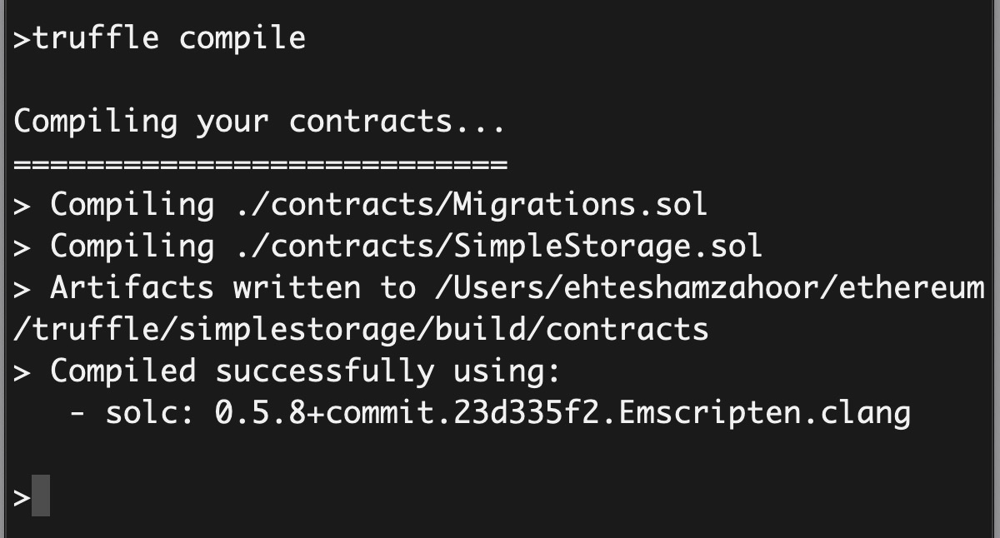 >truffle compile
Compiling your contracts...
===========================
> Compiling ./contracts/Migrations.sol
> Compiling ./contracts/SimpleStorage.sol
> Artifacts written to /Users/ehteshamzahoor/ethereum
/truffle/simplestorage/build/contracts
> Compiled successfully using:
   - solc: 0.5.8+commit.23d335f2.Emscripten.clang
>